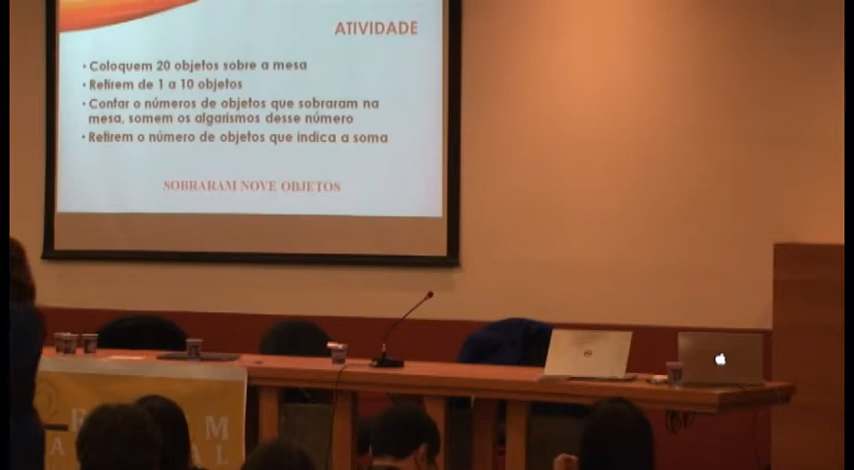 ATIVIDADE
• Coloquem 20 objetos sobre a mesa
• Retirem de 1 a 10 objetos
• Contar o números de objetos que sobraram na
mesa, somem os algarismos desse número
• Retirem o número de objetos que indica a soma
SOBRARAM NOVE OBJETOS